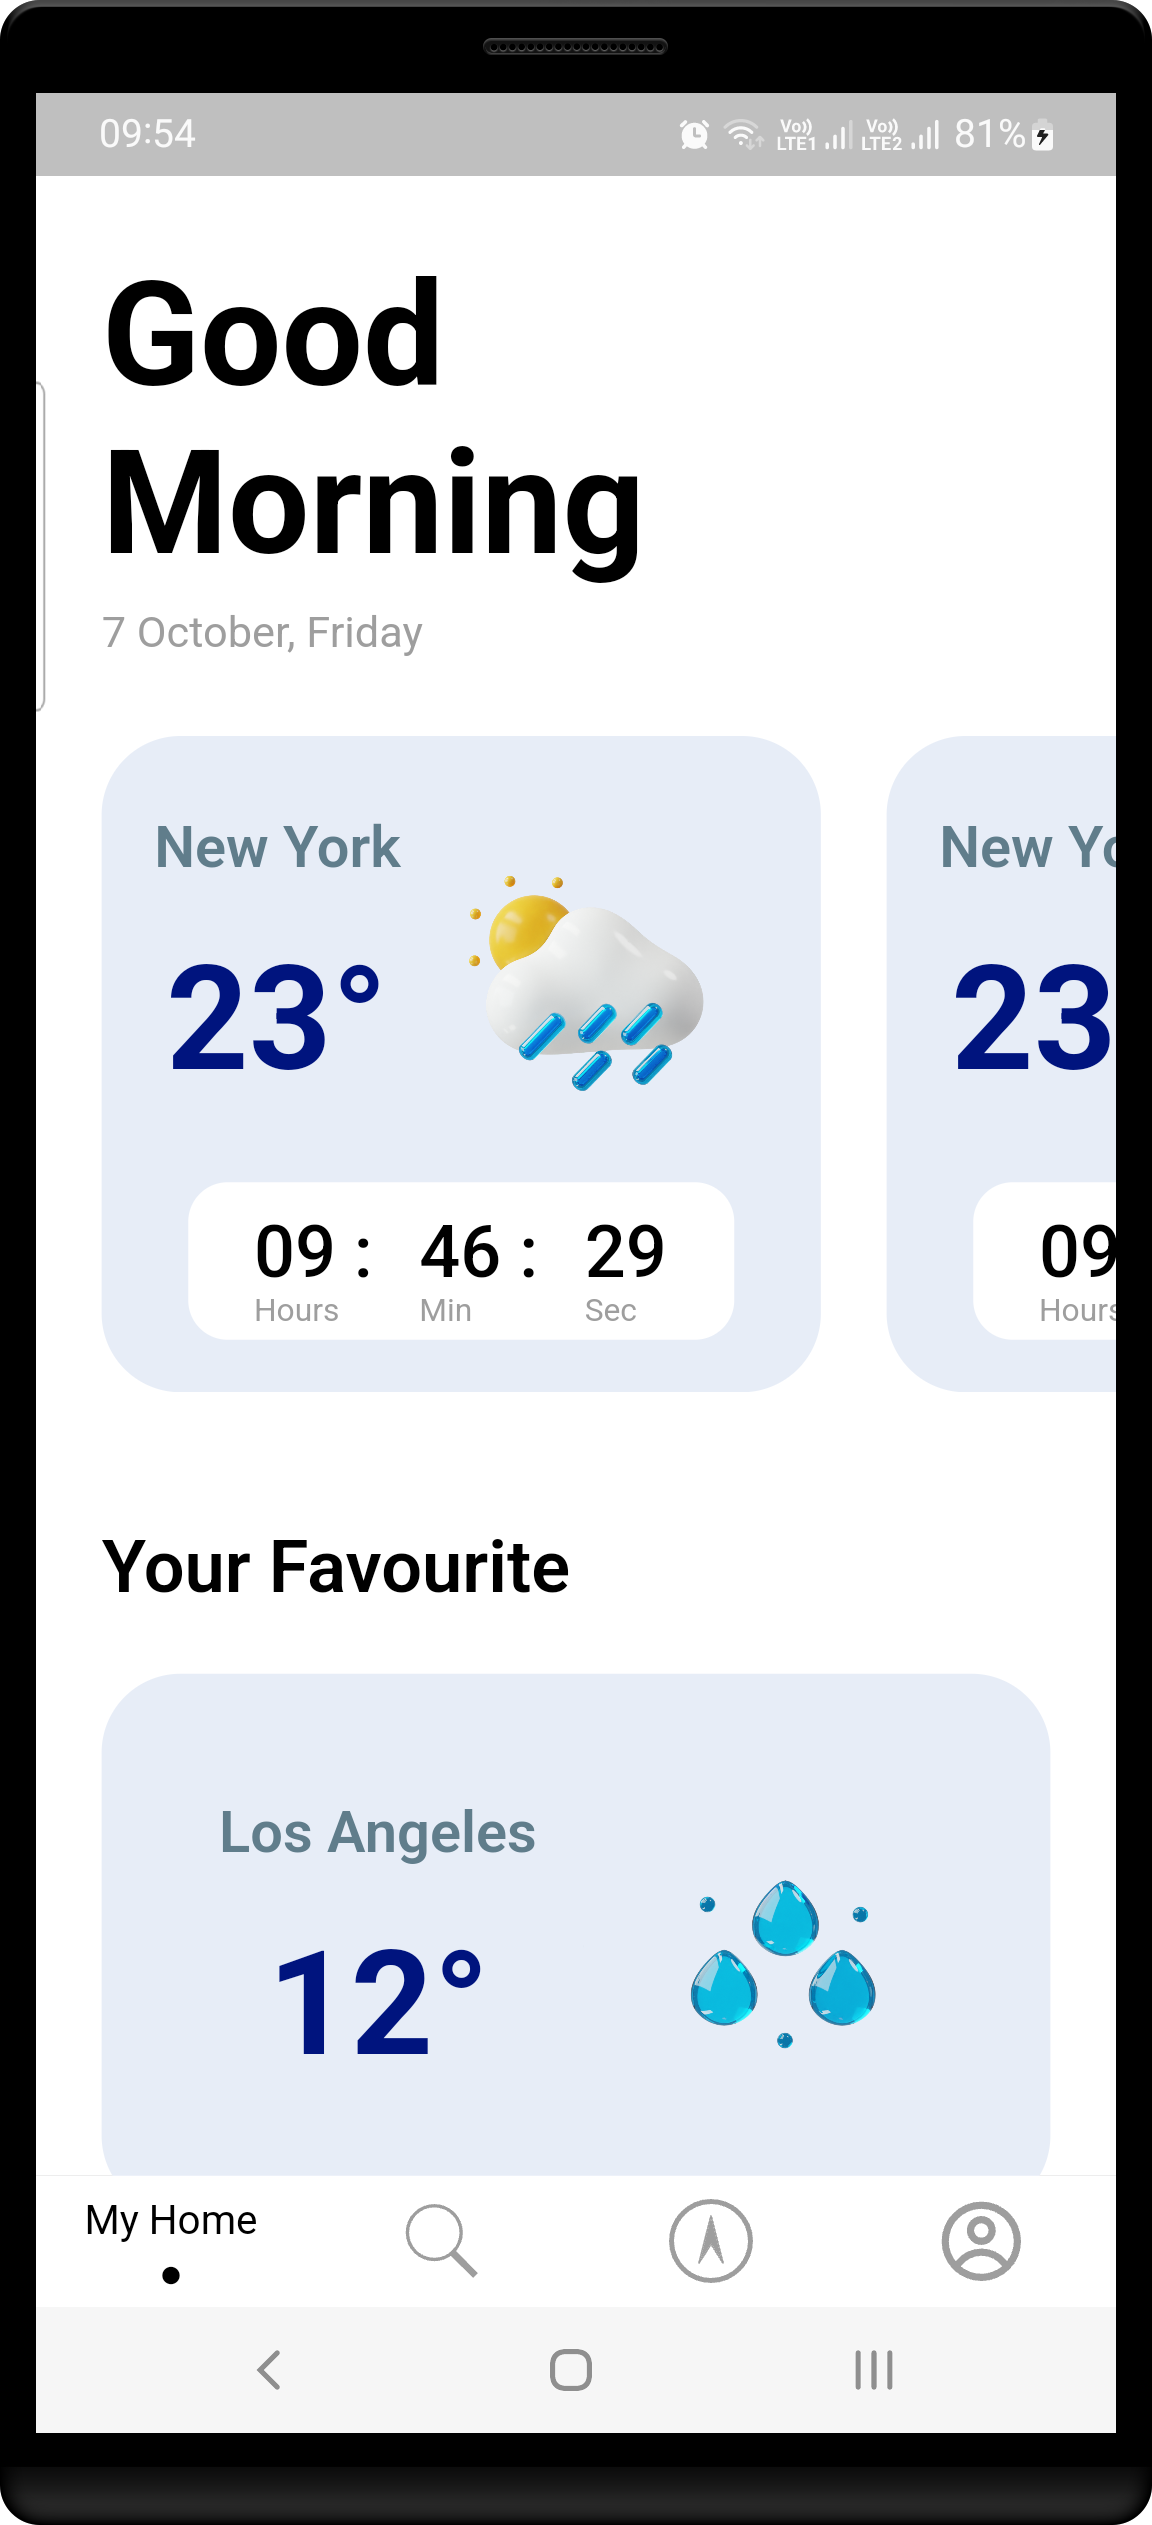 09:54
Vo)) LTE1 Vo)) LTE2 81%
Good
Morning
7 October, Friday
New York
23°
09 : 46 : 29
Hours Min Sec
New Yo
23
09
Hours
Your Favourite
Los Angeles
12°
My Home